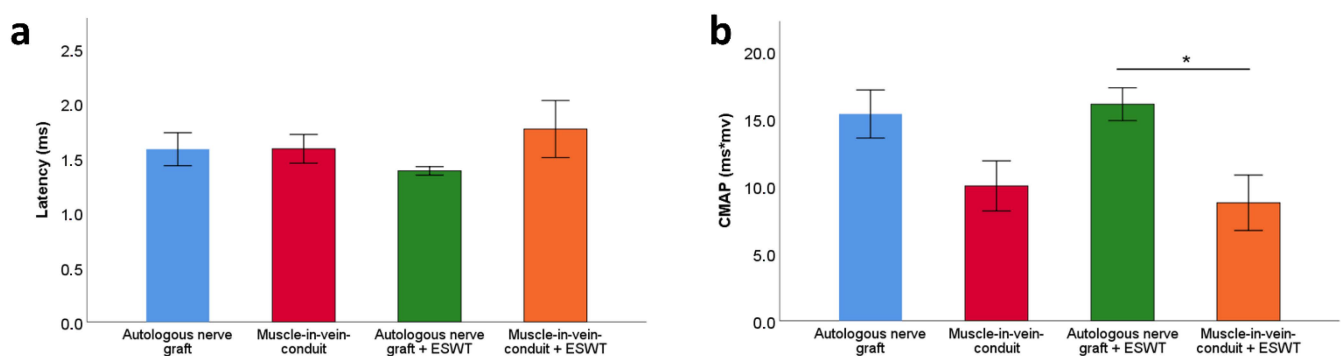 a
Latency (ms)
2.5
2.0
1.5
1.0
0.5
0.0
Autologous nerve
graft
Muscle-in-vein-
conduit
Autologous nerve
graft + ESWT
Muscle-in-vein-
conduit + ESWT
b
CMAP (ms*mv)
20.0
15.0
10.0
5.0
0.0
*
Autologous nerve
graft
Muscle-in-vein-
conduit
Autologous nerve
graft + ESWT
Muscle-in-vein-
conduit + ESWT